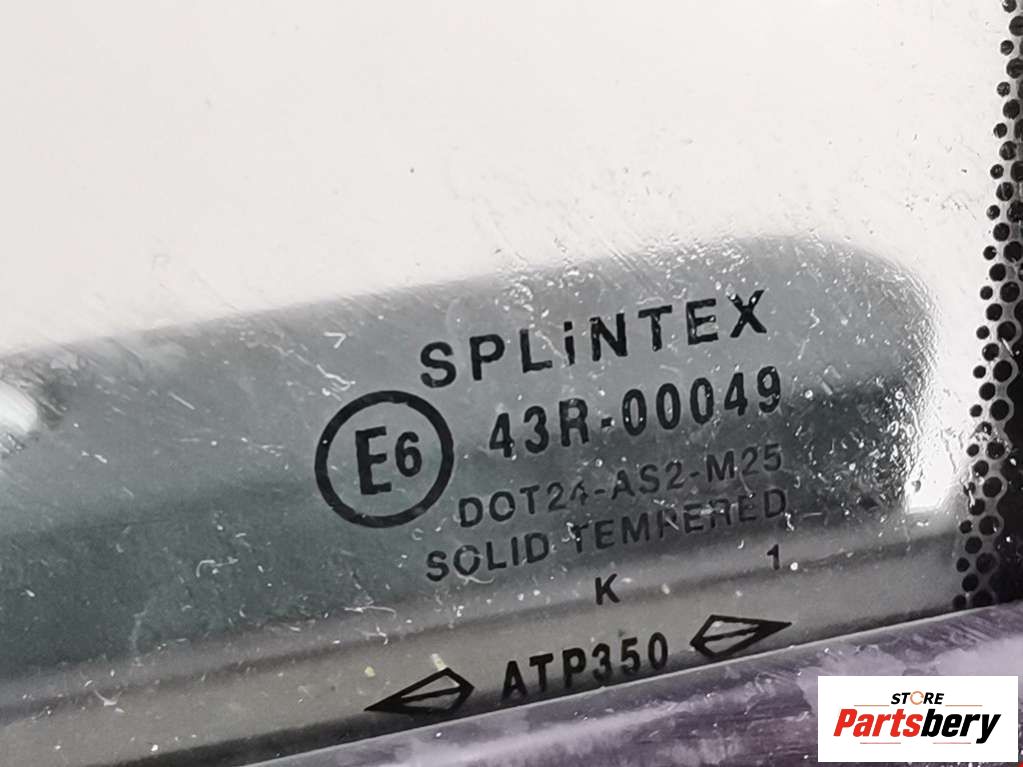 SPLiNTEX
E6 43R-00049
DOT24-AS2-M25
SOLID TEMPERED
K 1
ATP350
STORE
Partsbery